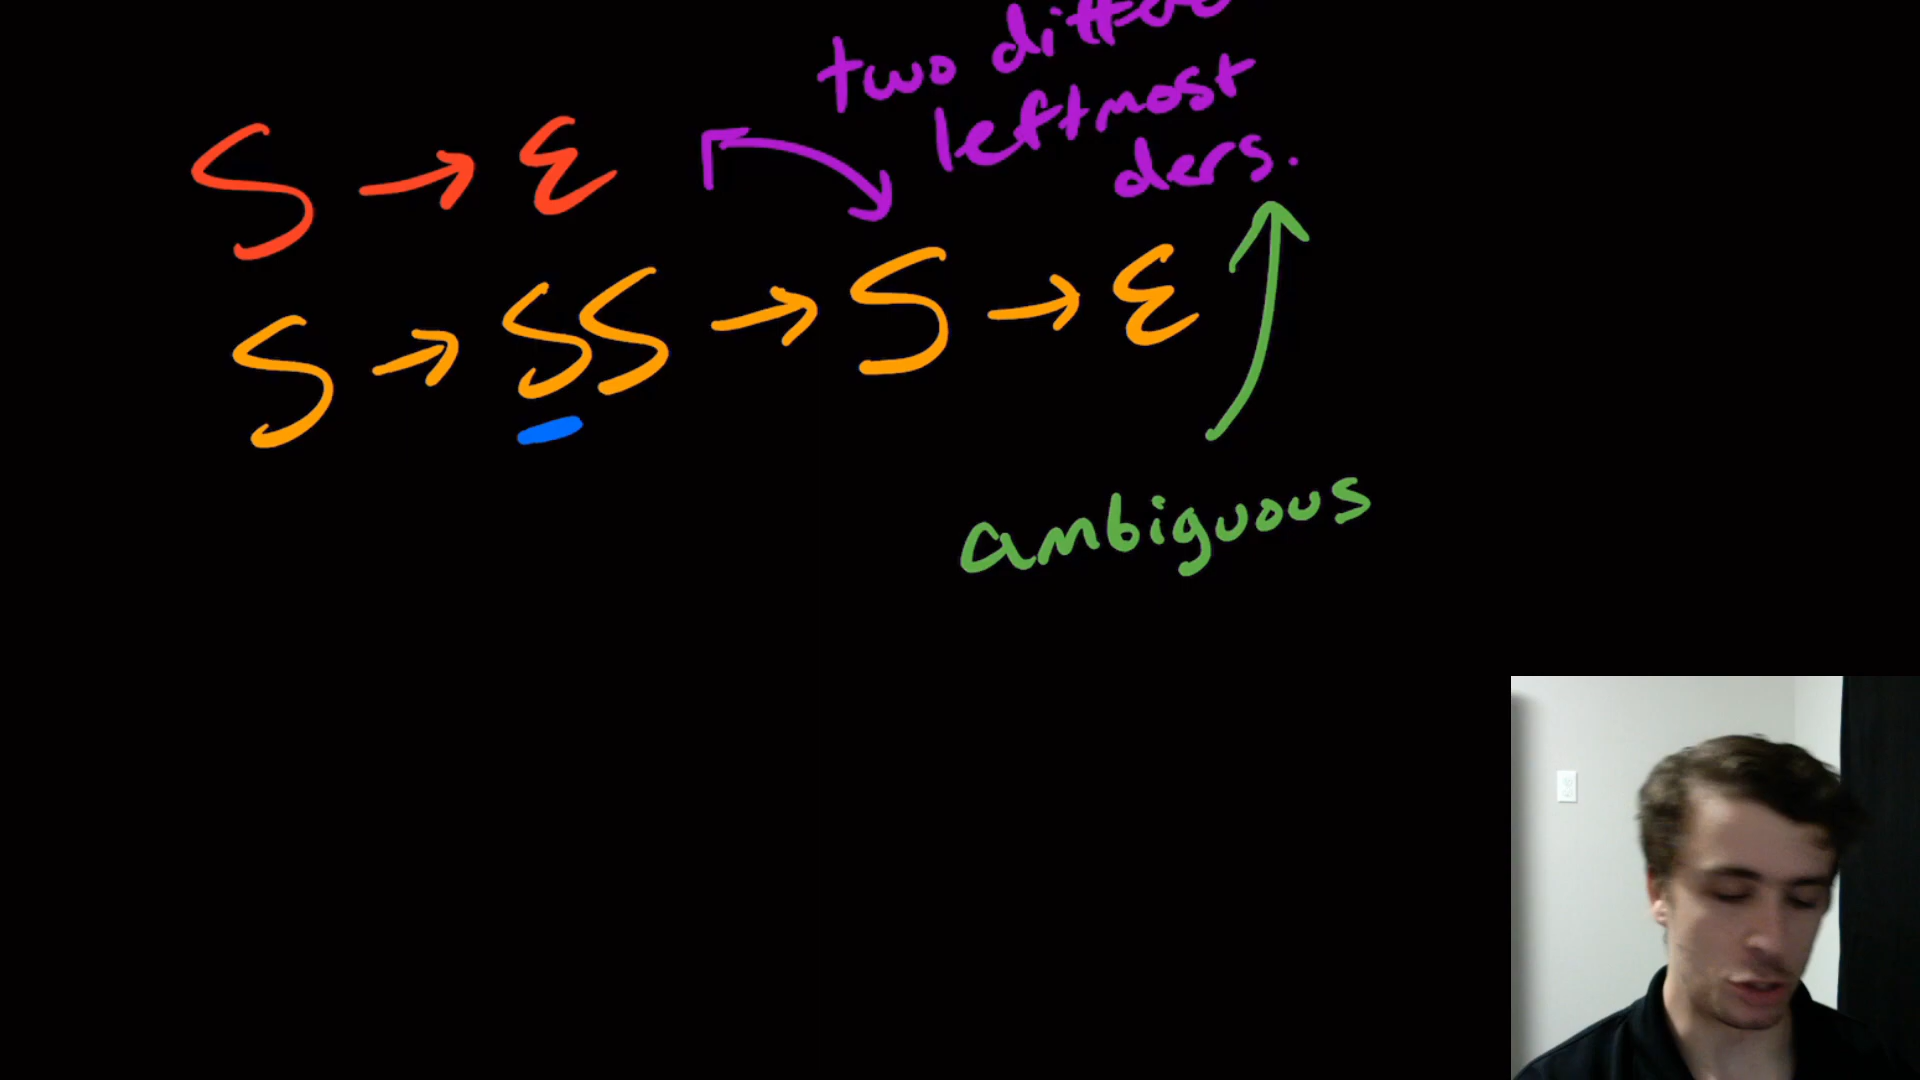 two
leftmost
ders.
S → ε
S → SS → S → ε
ambiguous